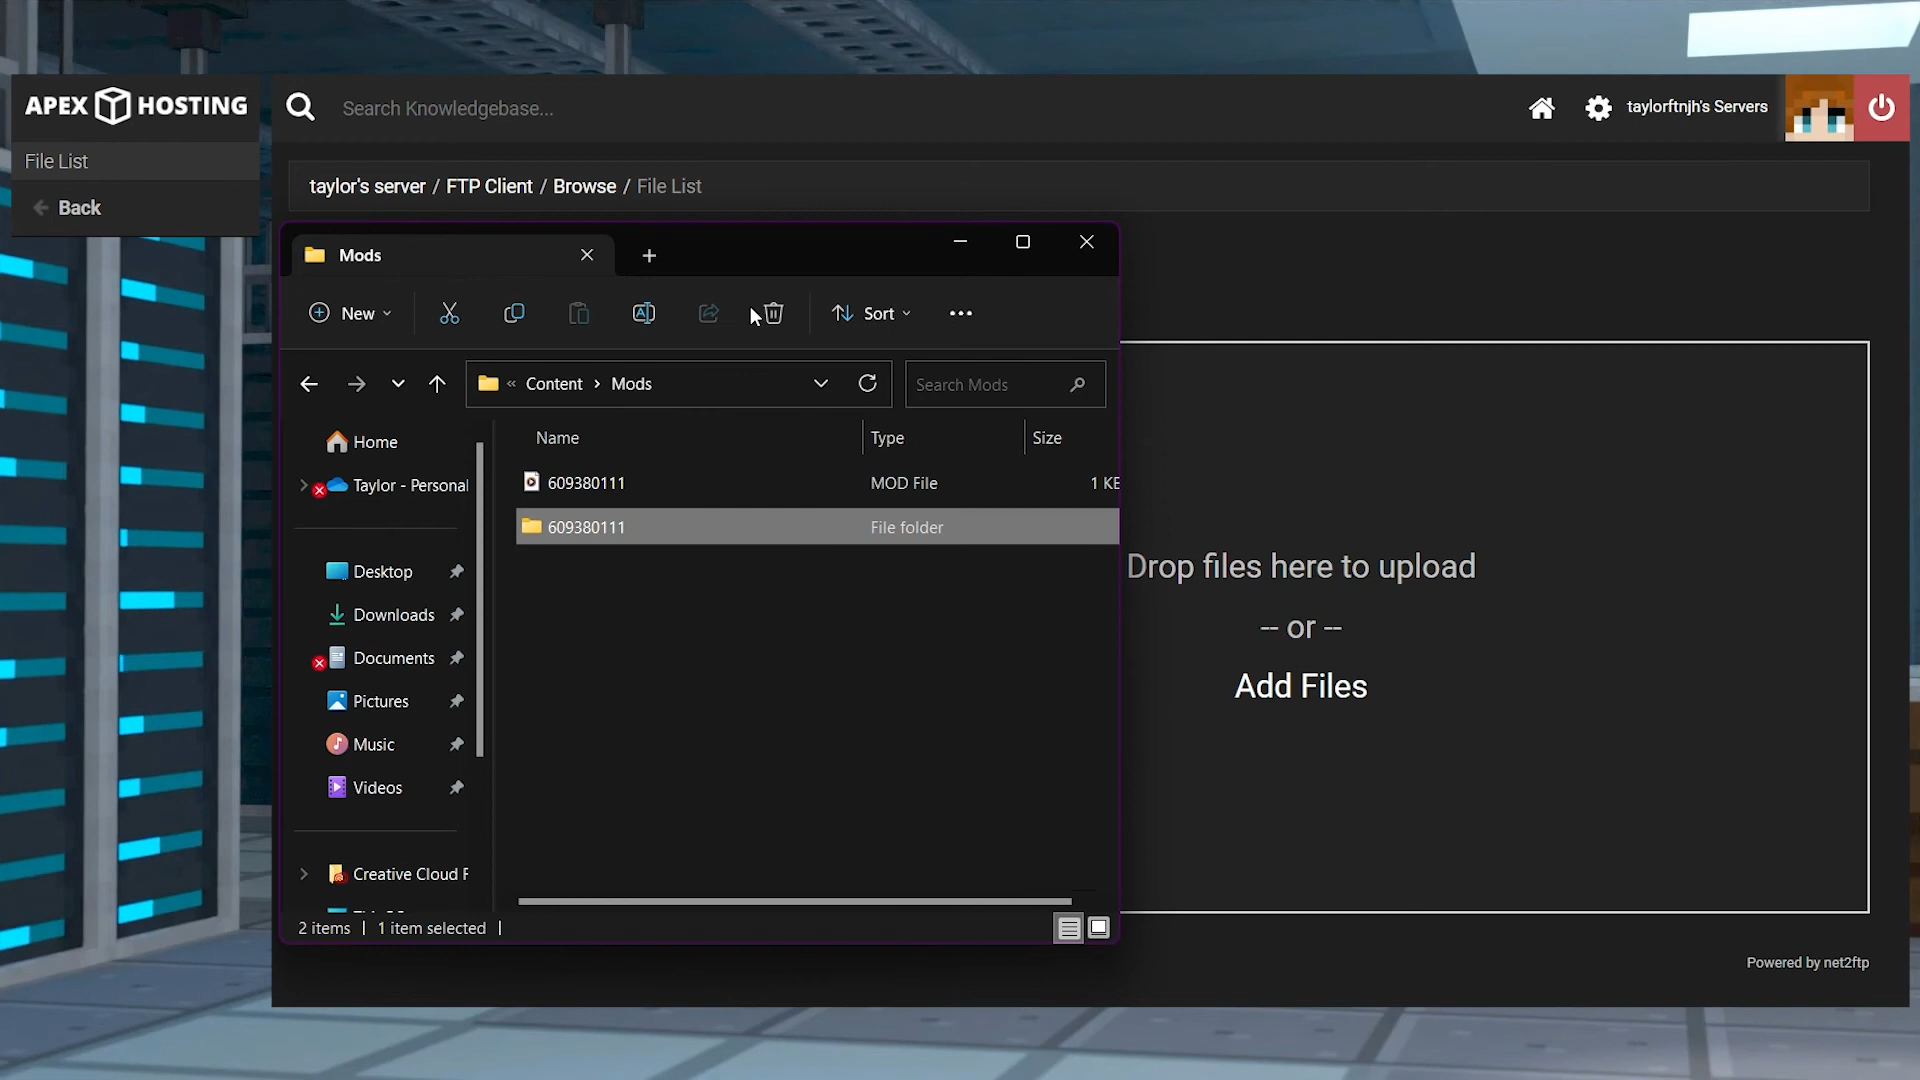 APEX HOSTING
Search Knowledgebase...
taylorftnjh's Servers
File List
Back
taylor's server / FTP Client / Browse / File List
Mods
New
Sort
« Content > Mods
Search Mods
Name Type Size
609380111 MOD File 1 KB
609380111 File folder
Home
Taylor - Personal
Desktop
Downloads
Documents
Pictures
Music
Videos
Creative Cloud F
2 items | 1 item selected |
Drop files here to upload
-- or --
Add Files
Powered by net2ftp